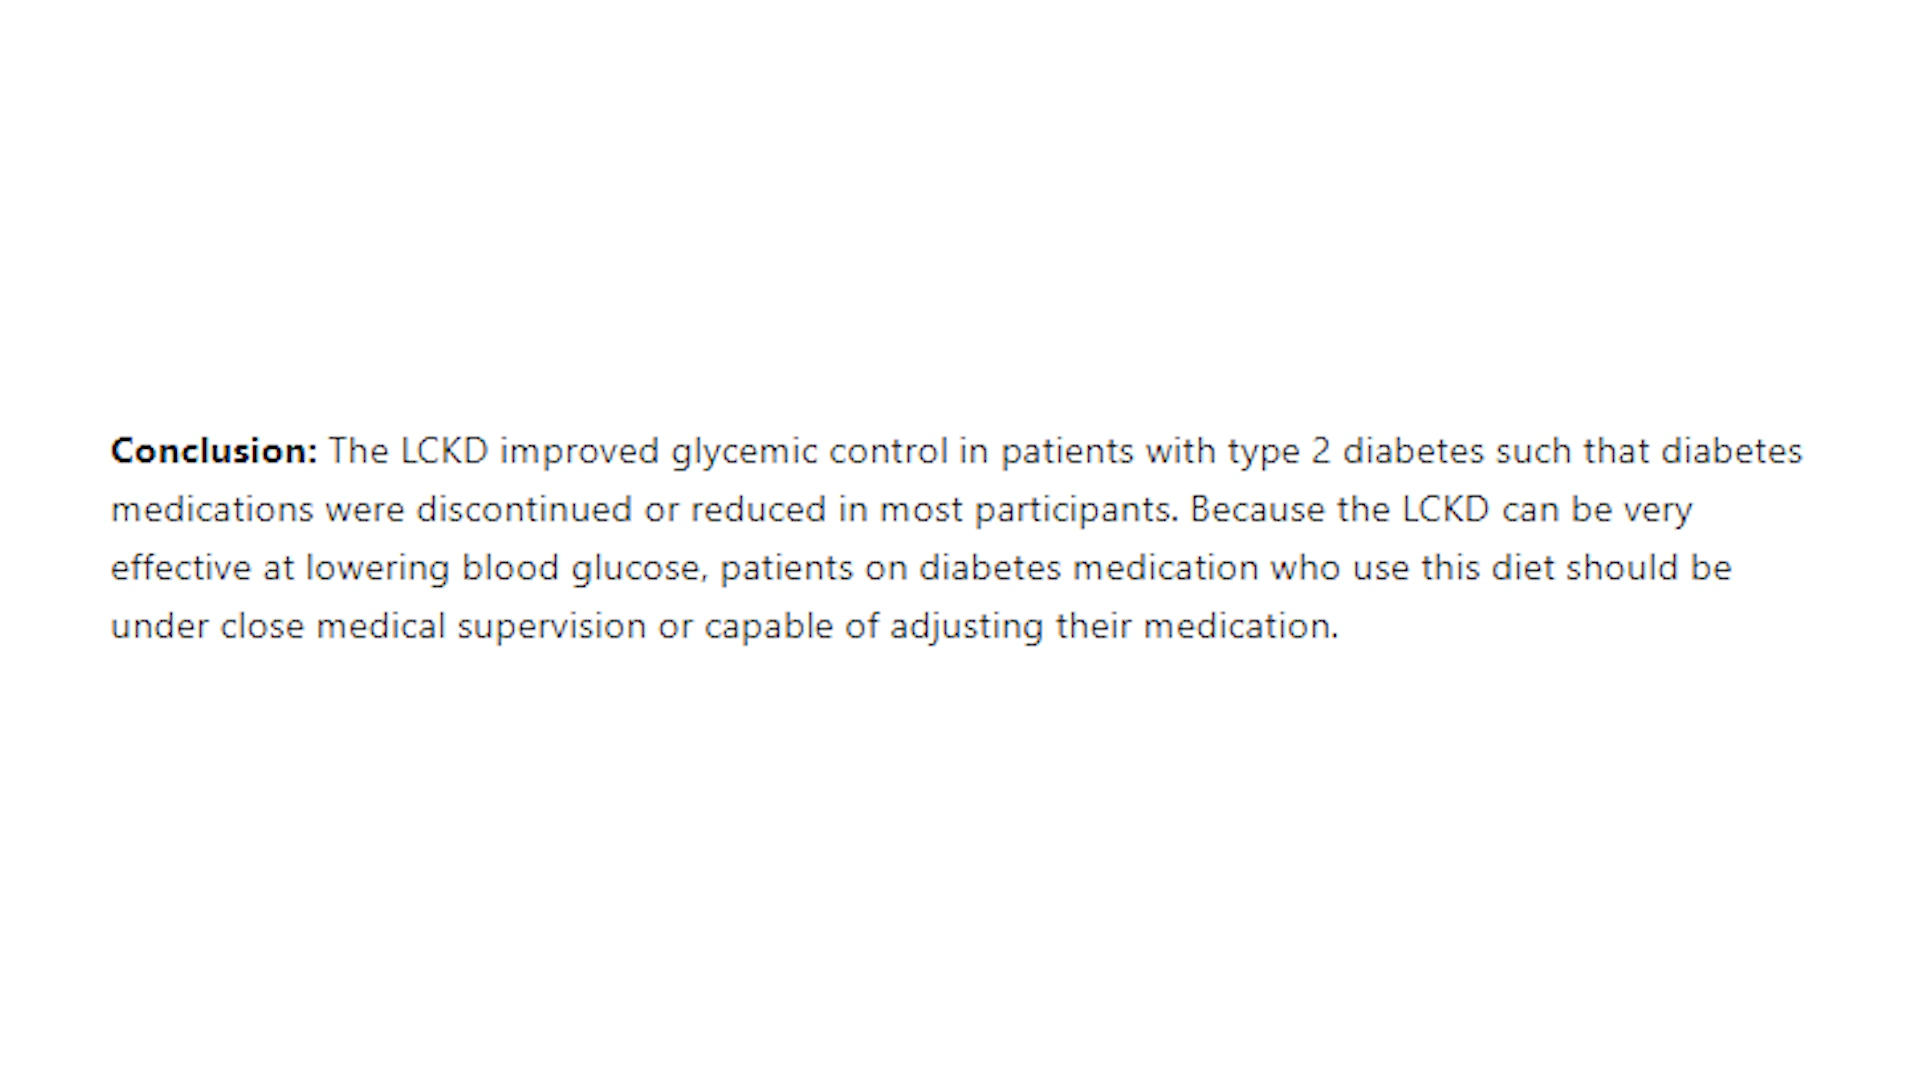 Conclusion: The LCKD improved glycemic control in patients with type 2 diabetes such that diabetes
medications were discontinued or reduced in most participants. Because the LCKD can be very
effective at lowering blood glucose, patients on diabetes medication who use this diet should be
under close medical supervision or capable of adjusting their medication.